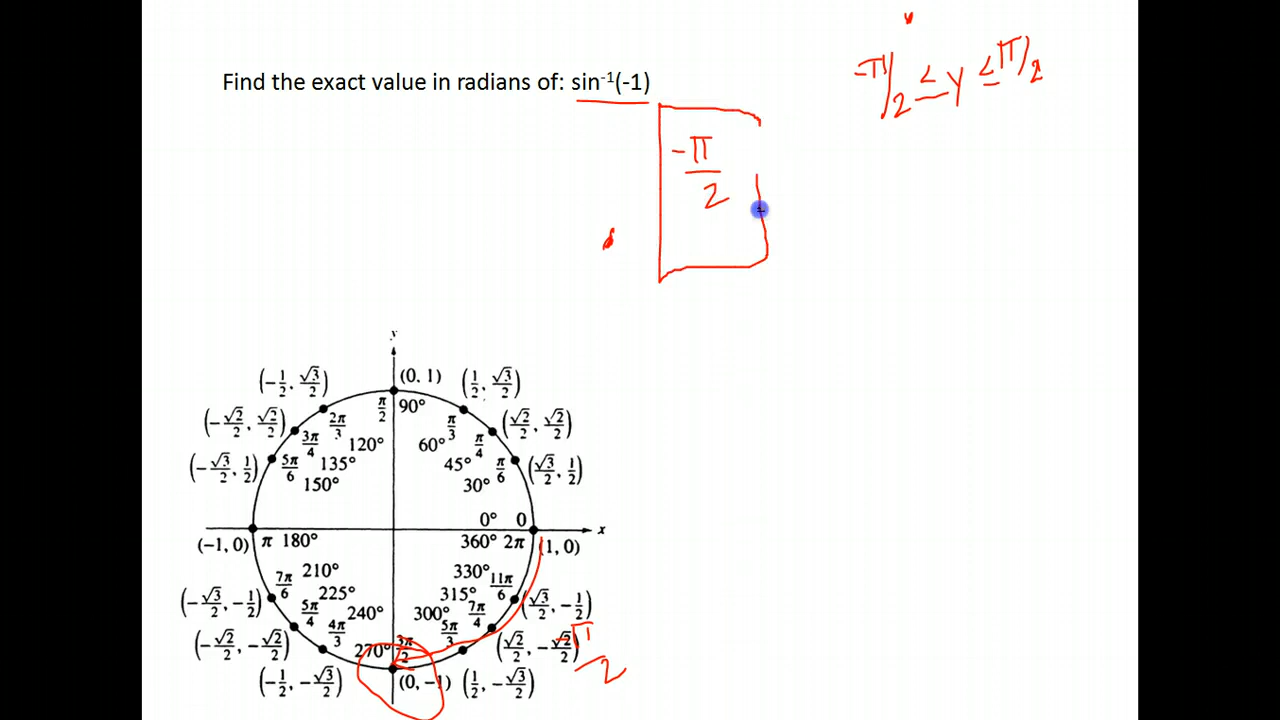 -π/2 ≤ y ≤ π/2
Find the exact value in radians of: sin⁻¹(-1)
-π/2
y
(-1/2, √3/2) (0, 1) (1/2, √3/2)
π/2 90°
(-√2/2, √2/2) 2π/3 π/3 (√2/2, √2/2)
3π/4 120° 60° π/4
(-√3/2, 1/2) 5π/6 135° 45° π/6 (√3/2, 1/2)
150° 30°
0° 0 x
(-1, 0) π 180° 360° 2π (1, 0)
7π/6 210° 330° 11π/6
(-√3/2, -1/2) 225° 315° (√3/2, -1/2)
5π/4 240° 300° 7π/4
(-√2/2, -√2/2) 4π/3 270° 3π/2 5π/3 (√2/2, -√2/2) -π/2
(-1/2, -√3/2) (0, -1) (1/2, -√3/2)